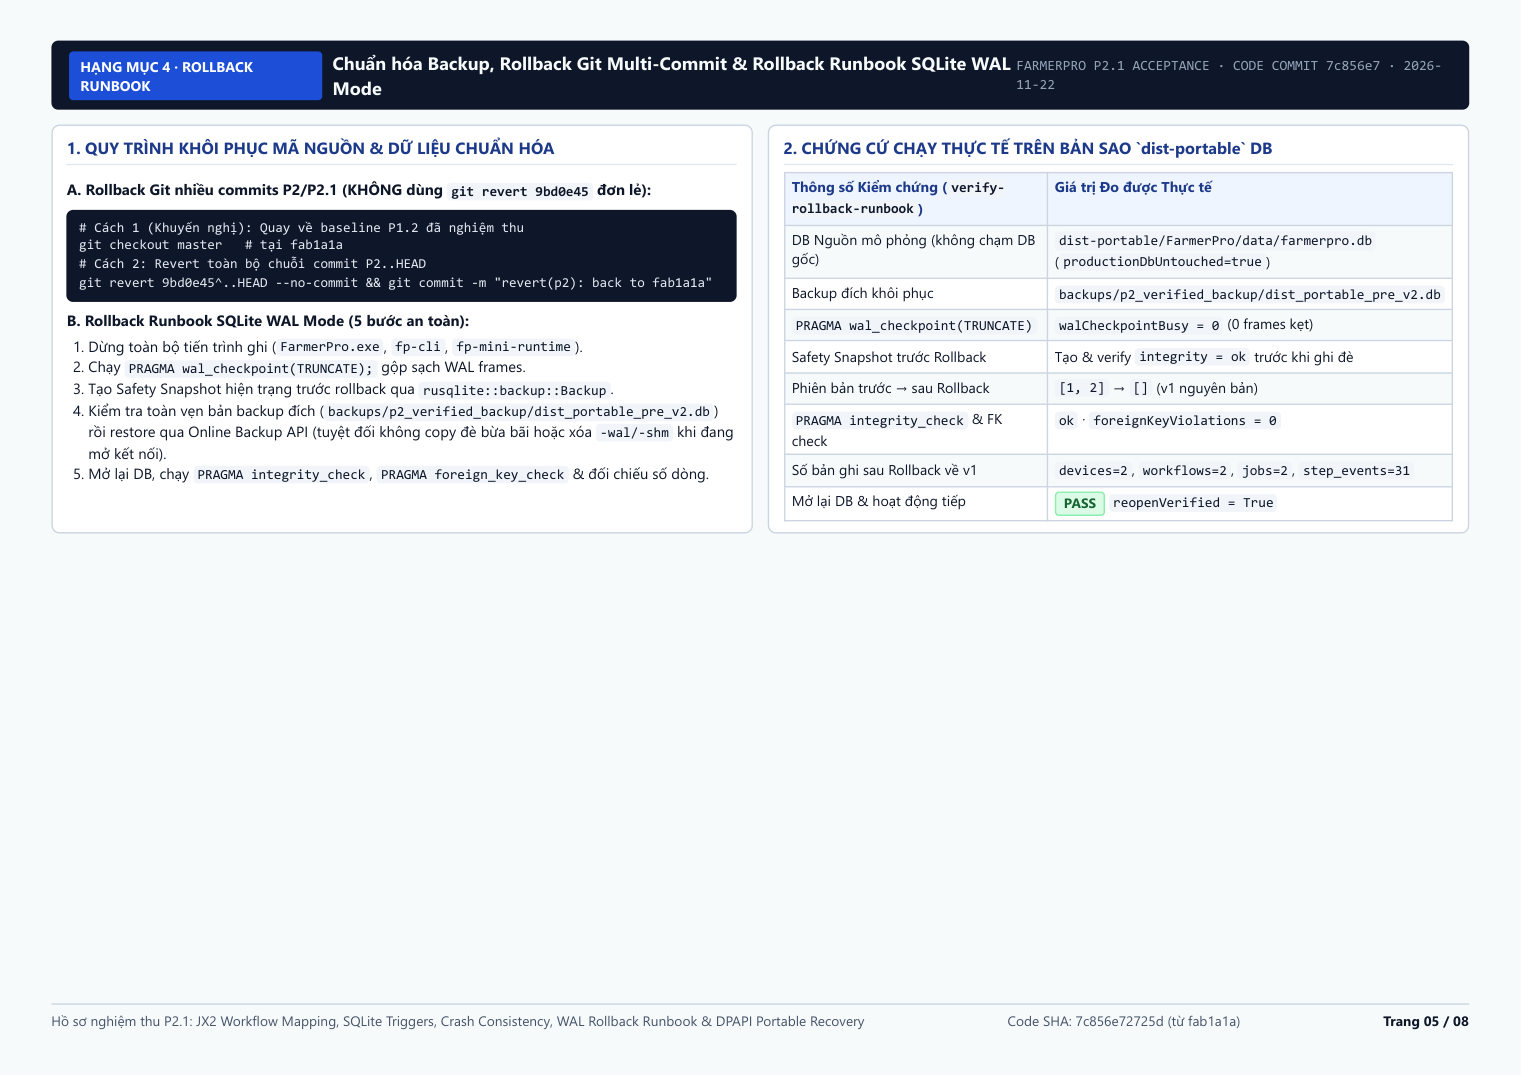 HẠNG MỤC 4 · ROLLBACK
RUNBOOK
Chuẩn hóa Backup, Rollback Git Multi-Commit & Rollback Runbook SQLite WAL
Mode
FARMERPRO P2.1 ACCEPTANCE · CODE COMMIT 7c856e7 · 2026-
11-22
1. QUY TRÌNH KHÔI PHỤC MÃ NGUỒN & DỮ LIỆU CHUẨN HÓA
A. Rollback Git nhiều commits P2/P2.1 (KHÔNG dùng git revert 9bd0e45 đơn lẻ):
# Cách 1 (Khuyến nghị): Quay về baseline P1.2 đã nghiệm thu
git checkout master   # tại fab1a1a
# Cách 2: Revert toàn bộ chuỗi commit P2..HEAD
git revert 9bd0e45^..HEAD --no-commit && git commit -m "revert(p2): back to fab1a1a"
B. Rollback Runbook SQLite WAL Mode (5 bước an toàn):
1. Dừng toàn bộ tiến trình ghi ( FarmerPro.exe , fp-cli , fp-mini-runtime ).
2. Chạy PRAGMA wal_checkpoint(TRUNCATE); gộp sạch WAL frames.
3. Tạo Safety Snapshot hiện trạng trước rollback qua rusqlite::backup::Backup .
4. Kiểm tra toàn vẹn bản backup đích ( backups/p2_verified_backup/dist_portable_pre_v2.db )
rồi restore qua Online Backup API (tuyệt đối không copy đè bừa bãi hoặc xóa -wal/-shm khi đang
mở kết nối).
5. Mở lại DB, chạy PRAGMA integrity_check , PRAGMA foreign_key_check & đối chiếu số dòng.
2. CHỨNG CỨ CHẠY THỰC TẾ TRÊN BẢN SAO `dist-portable` DB
Thông số Kiểm chứng ( verify-
rollback-runbook )
Giá trị Đo được Thực tế
DB Nguồn mô phỏng (không chạm DB
gốc)
dist-portable/FarmerPro/data/farmerpro.db
( productionDbUntouched=true )
Backup đích khôi phục
backups/p2_verified_backup/dist_portable_pre_v2.db
PRAGMA wal_checkpoint(TRUNCATE)
walCheckpointBusy = 0 (0 frames kẹt)
Safety Snapshot trước Rollback
Tạo & verify integrity = ok trước khi ghi đè
Phiên bản trước → sau Rollback
[1, 2] → [] (v1 nguyên bản)
PRAGMA integrity_check & FK
check
ok · foreignKeyViolations = 0
Số bản ghi sau Rollback về v1
devices=2 , workflows=2 , jobs=2 , step_events=31
Mở lại DB & hoạt động tiếp
PASS reopenVerified = True
Hồ sơ nghiệm thu P2.1: JX2 Workflow Mapping, SQLite Triggers, Crash Consistency, WAL Rollback Runbook & DPAPI Portable Recovery
Code SHA: 7c856e72725d (từ fab1a1a)
Trang 05 / 08